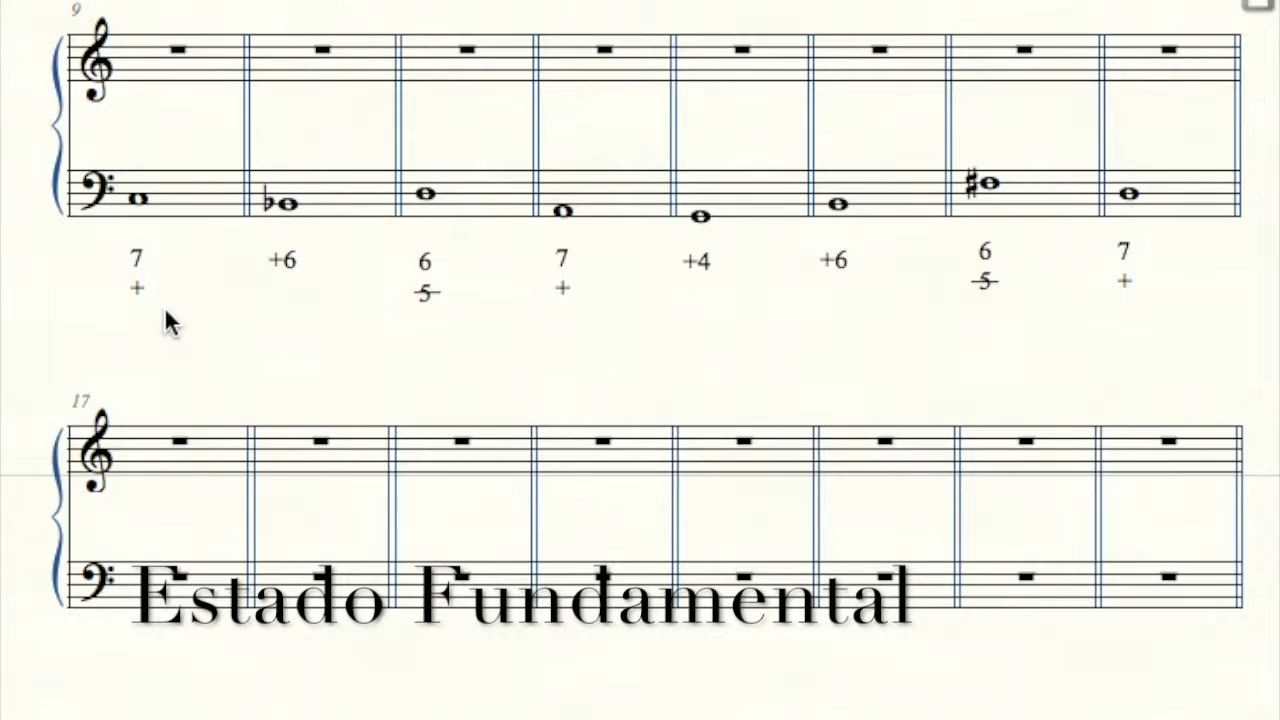 9
7 +6 6 7 +4 +6 6 7
+ 5 + 5 +
17
Estado Fundamental